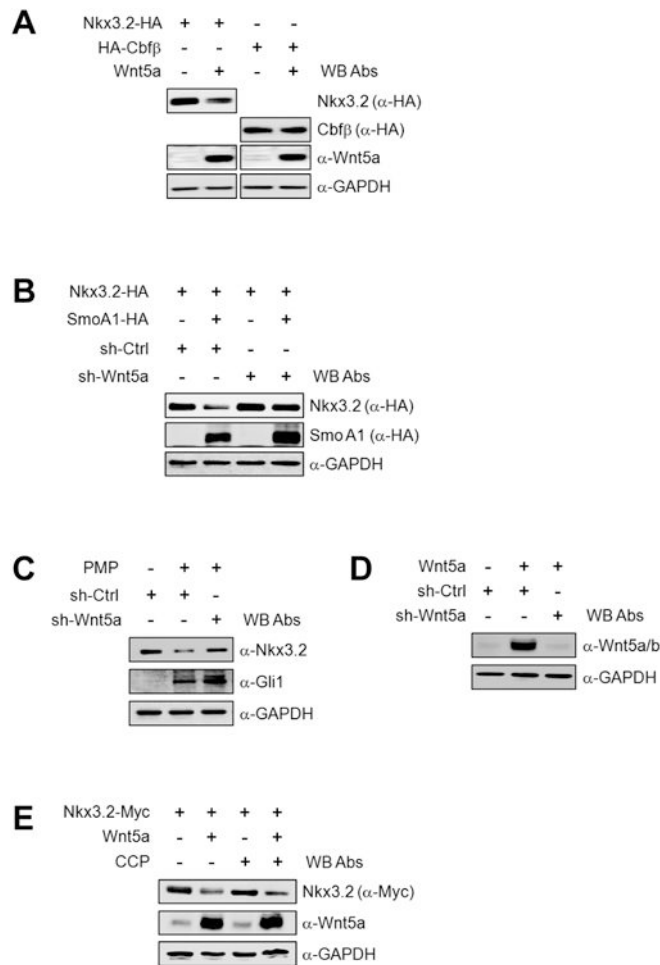 A
Nkx3.2-HA + +
HA-Cbfβ - - + +
Wnt5a - + - + WB Abs
Nkx3.2 (α-HA)
Cbfβ (α-HA)
α-Wnt5a
α-GAPDH
B
Nkx3.2-HA + + + +
SmoA1-HA - + - +
sh-Ctrl + + - -
sh-Wnt5a - - + + WB Abs
Nkx3.2 (α-HA)
Smo A1 (α-HA)
α-GAPDH
C
PMP - + +
sh-Ctrl + + -
sh-Wnt5a - - + WB Abs
α-Nkx3.2
α-Gli1
α-GAPDH
D
Wnt5a - + +
sh-Ctrl + + -
sh-Wnt5a - - + WB Abs
α-Wnt5a/b
α-GAPDH
E
Nkx3.2-Myc + + + +
Wnt5a - + - +
CCP - - + + WB Abs
Nkx3.2 (α-Myc)
α-Wnt5a
α-GAPDH